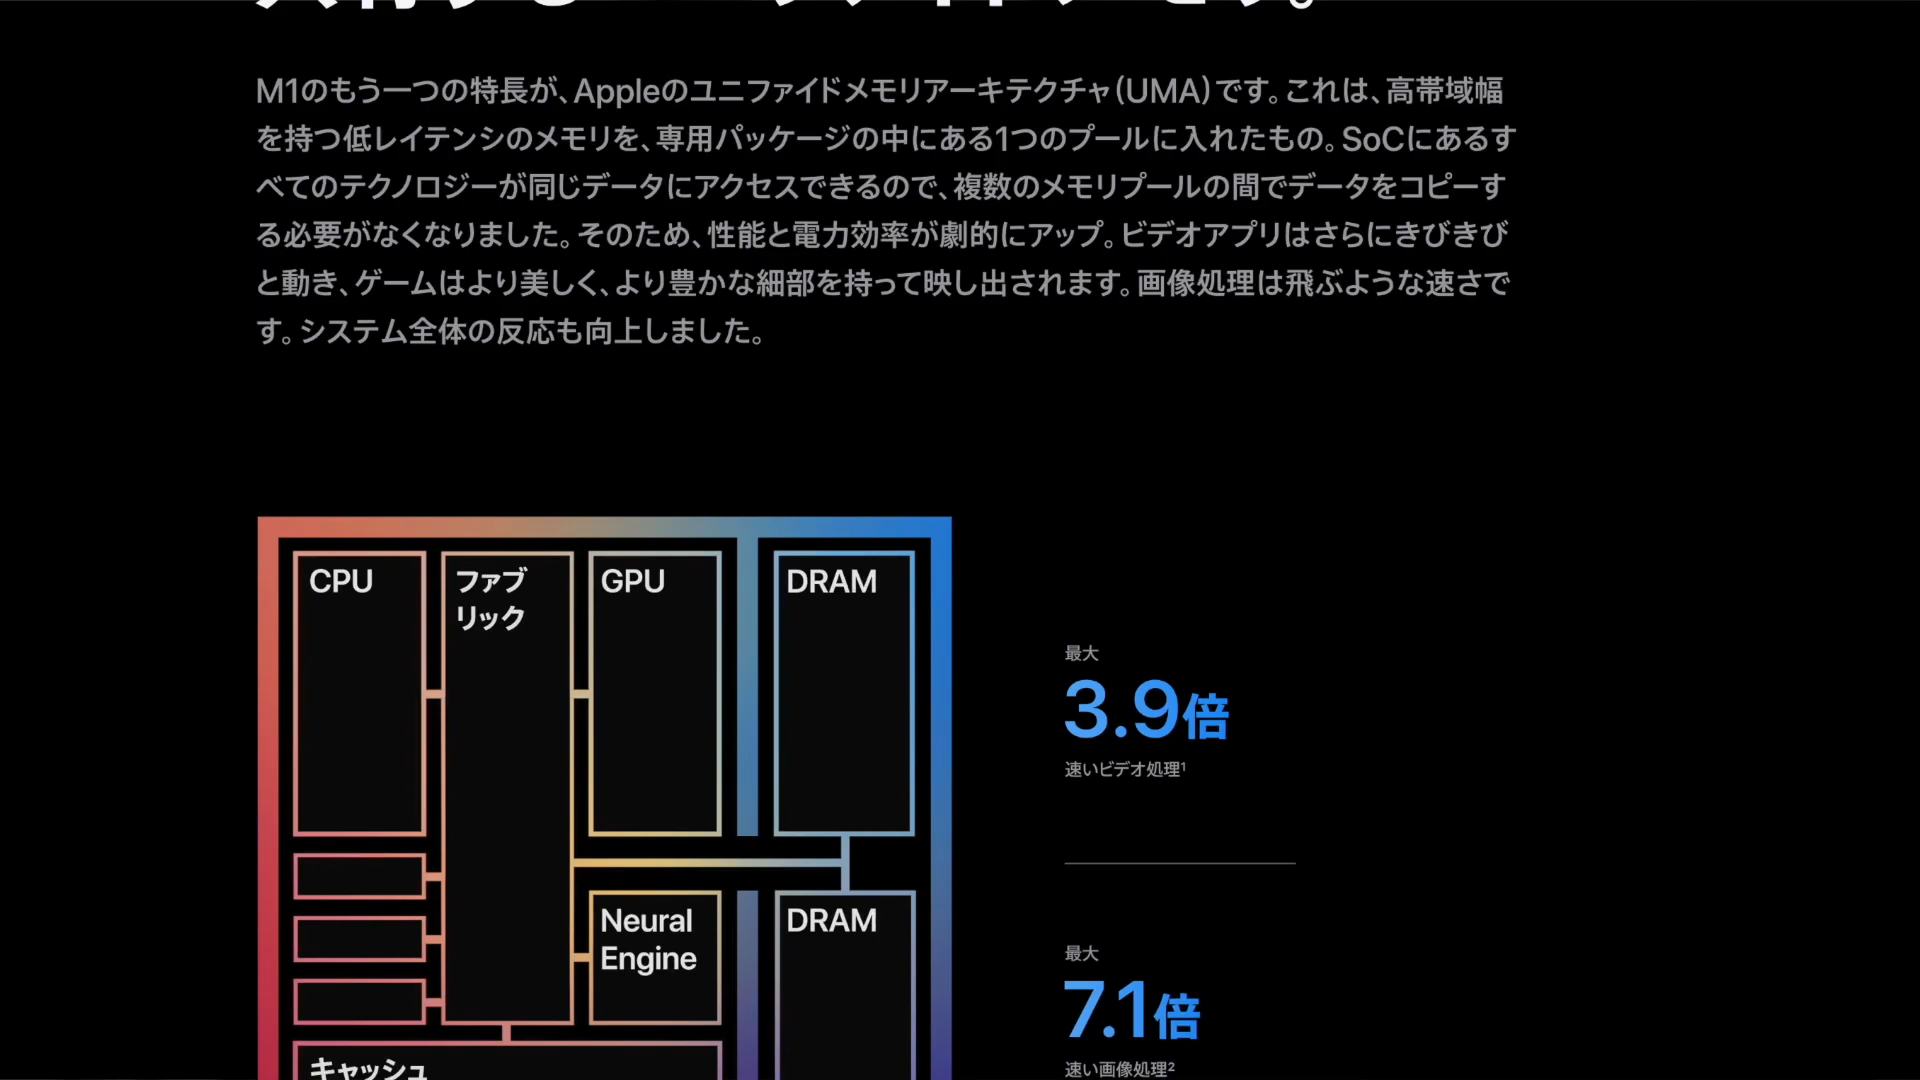 M1のもう一つの特長が、Appleのユニファイドメモリアーキテクチャ（UMA）です。これは、高帯域幅
を持つ低レイテンシのメモリを、専用パッケージの中にある1つのプールに入れたもの。SoCにあるす
べてのテクノロジーが同じデータにアクセスできるので、複数のメモリプールの間でデータをコピーす
る必要がなくなりました。そのため、性能と電力効率が劇的にアップ。ビデオアプリはさらにきびきび
と動き、ゲームはより美しく、より豊かな細部を持って映し出されます。画像処理は飛ぶような速さで
す。システム全体の反応も向上しました。
CPU
ファブ
リック
GPU
DRAM
Neural
Engine
DRAM
キャッシュ
最大
3.9倍
速いビデオ処理¹
最大
7.1倍
速い画像処理²